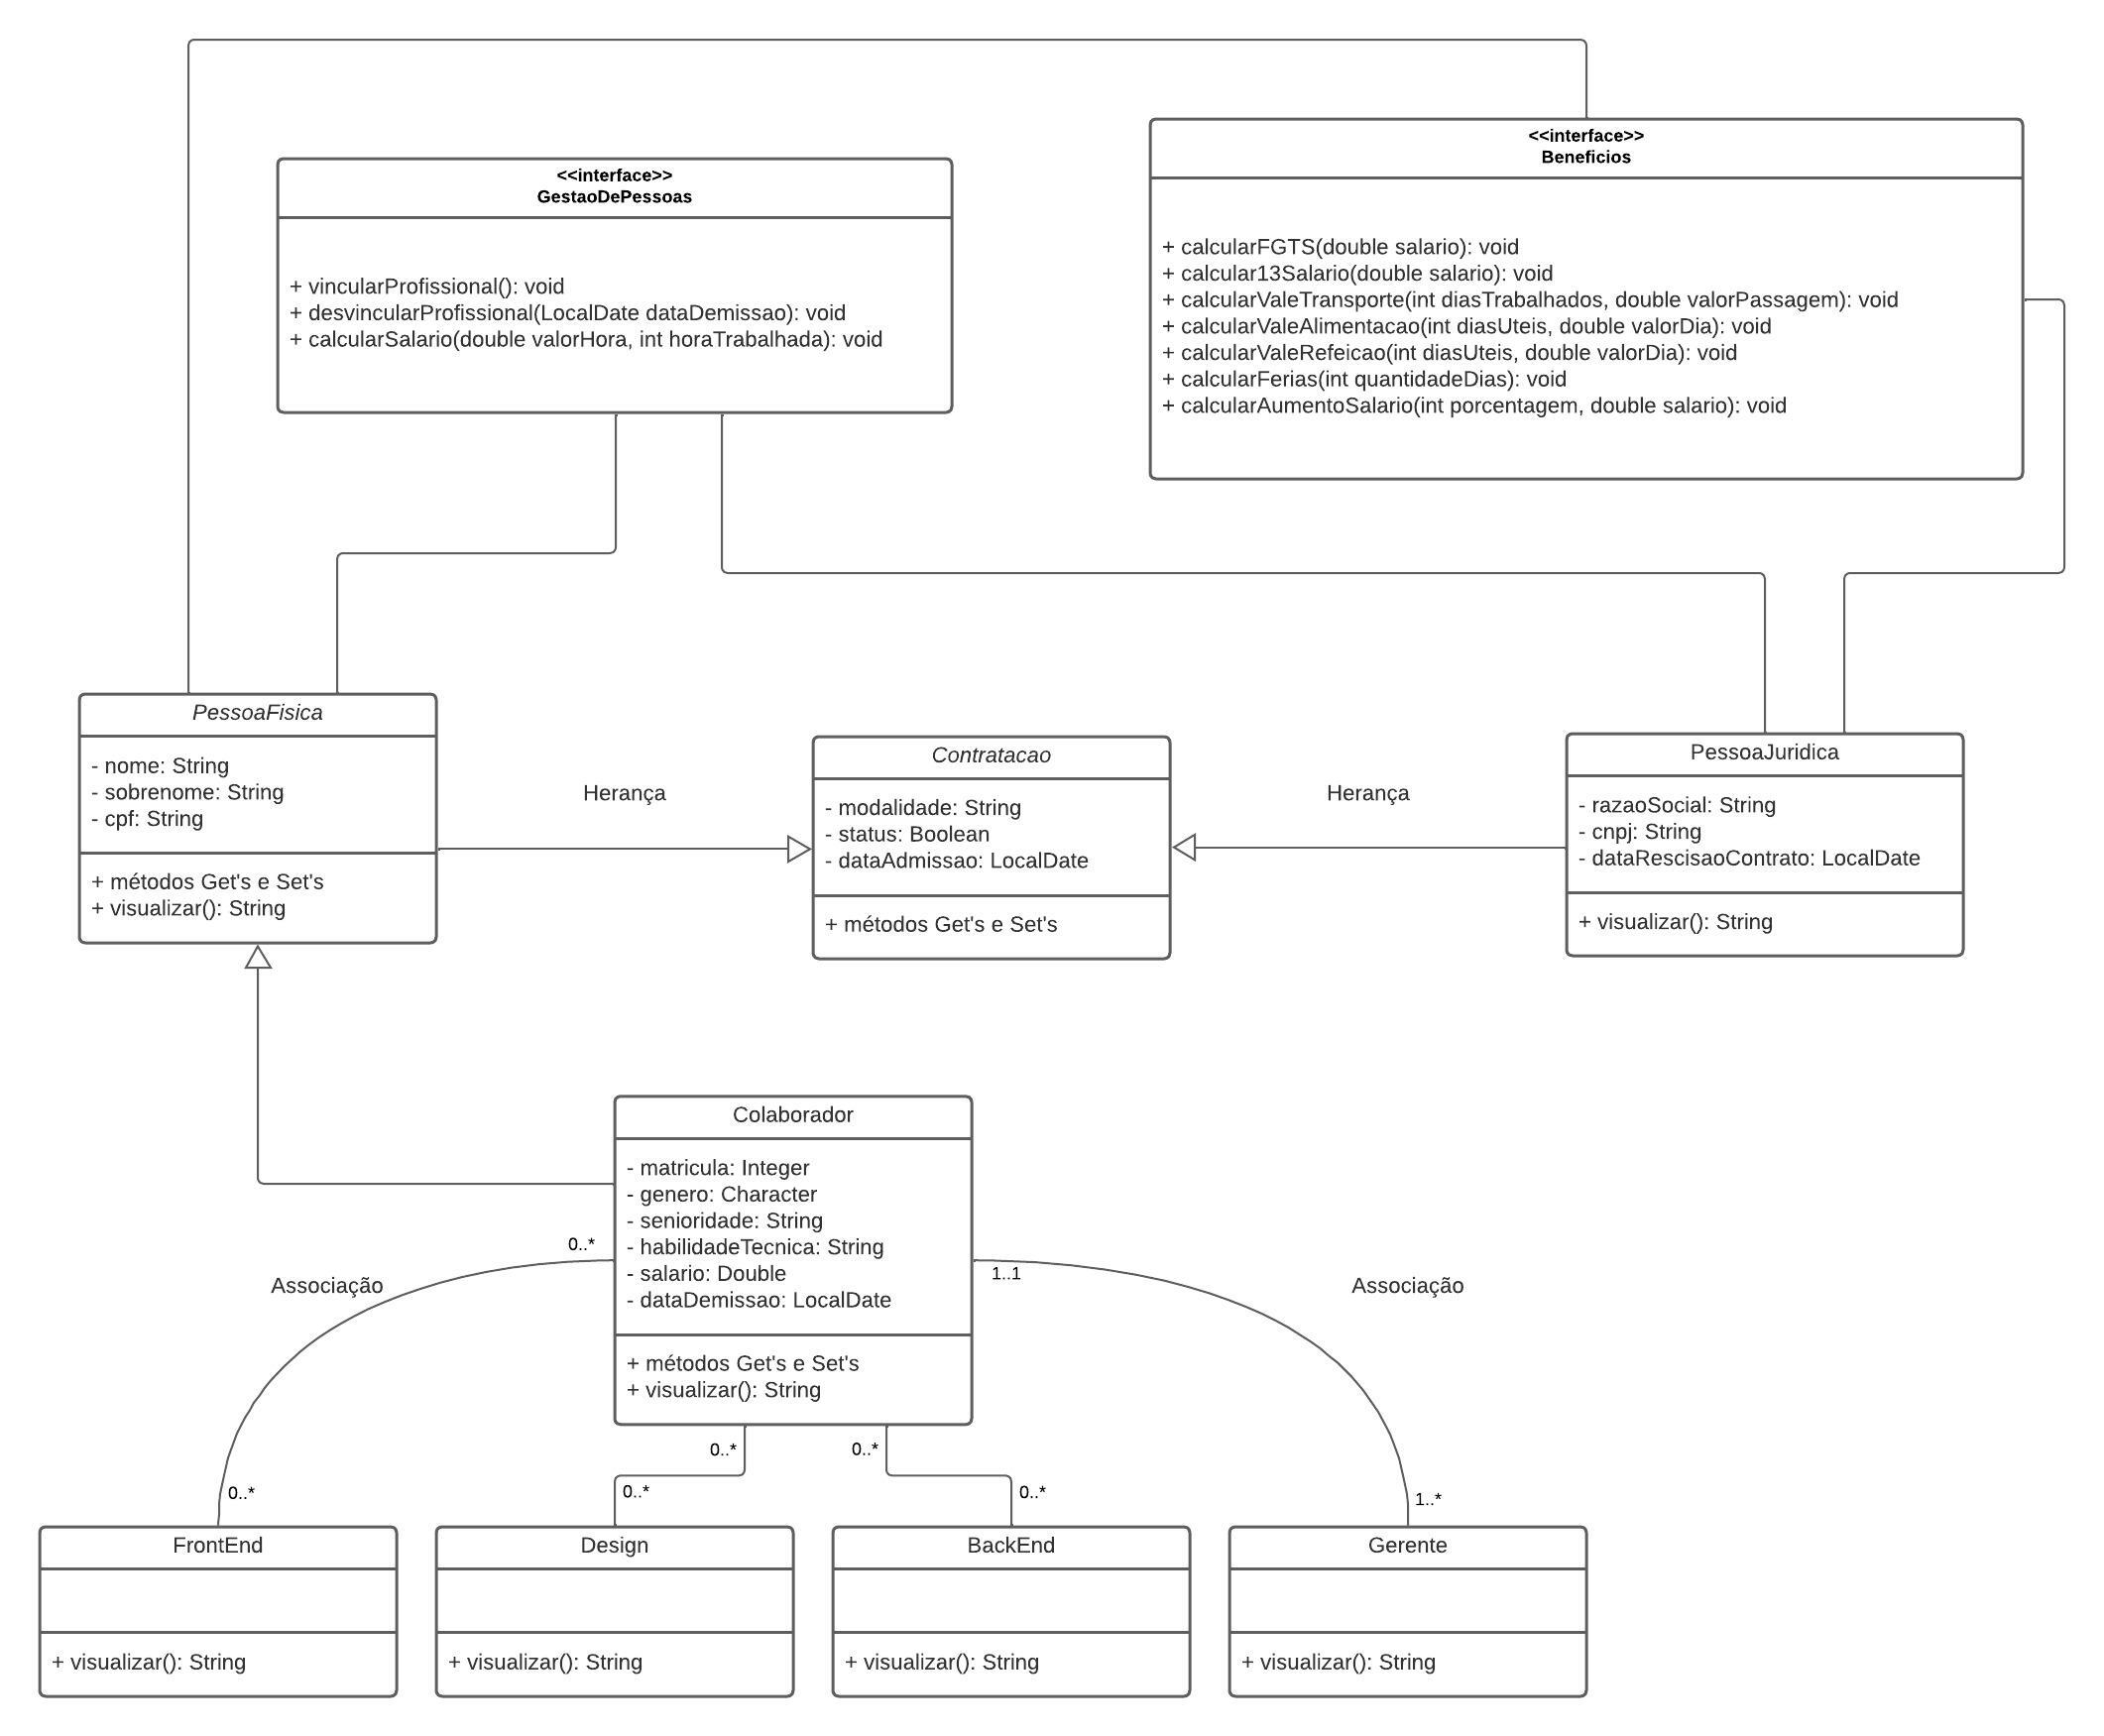 <<interface>>
GestaoDePessoas
+ vincularProfissional(): void
+ desvincularProfissional(LocalDate dataDemissao): void
+ calcularSalario(double valorHora, int horaTrabalhada): void
<<interface>>
Beneficios
+ calcularFGTS(double salario): void
+ calcular13Salario(double salario): void
+ calcularValeTransporte(int diasTrabalhados, double valorPassagem): void
+ calcularValeAlimentacao(int diasUteis, double valorDia): void
+ calcularValeRefeicao(int diasUteis, double valorDia): void
+ calcularFerias(int quantidadeDias): void
+ calcularAumentoSalario(int porcentagem, double salario): void
PessoaFisica
- nome: String
- sobrenome: String
- cpf: String
+ métodos Get's e Set's
+ visualizar(): String
Herança
Contratacao
- modalidade: String
- status: Boolean
- dataAdmissao: LocalDate
+ métodos Get's e Set's
Herança
PessoaJuridica
- razaoSocial: String
- cnpj: String
- dataRescisaoContrato: LocalDate
+ visualizar(): String
Colaborador
- matricula: Integer
- genero: Character
- senioridade: String
- habilidadeTecnica: String
- salario: Double
- dataDemissao: LocalDate
+ métodos Get's e Set's
+ visualizar(): String
0..*
Associação
0..*
1..1
Associação
1..*
0..*
0..*
0..*
0..*
FrontEnd
+ visualizar(): String
Design
+ visualizar(): String
BackEnd
+ visualizar(): String
Gerente
+ visualizar(): String